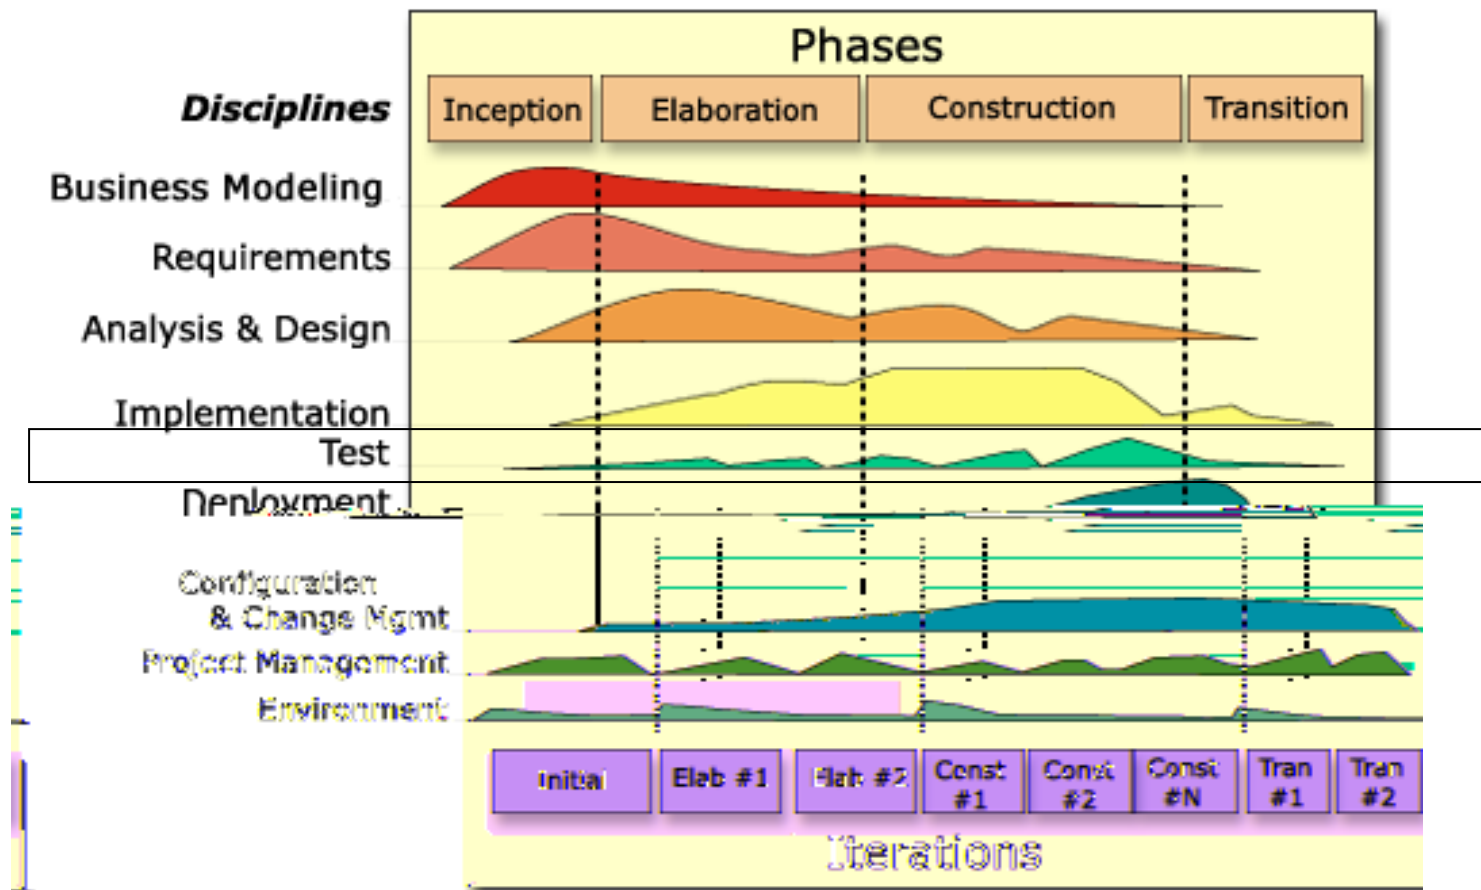 Phases
Disciplines
Inception
Elaboration
Construction
Transition
Business Modeling
Requirements
Analysis & Design
Implementation
Test
Deployment
Configuration
& Change Mgmt
Project Management
Environment
Initial
Elab #1
Elab #2
Const
#1
Const
#2
Const
#N
Tran
#1
Tran
#2
Iterations